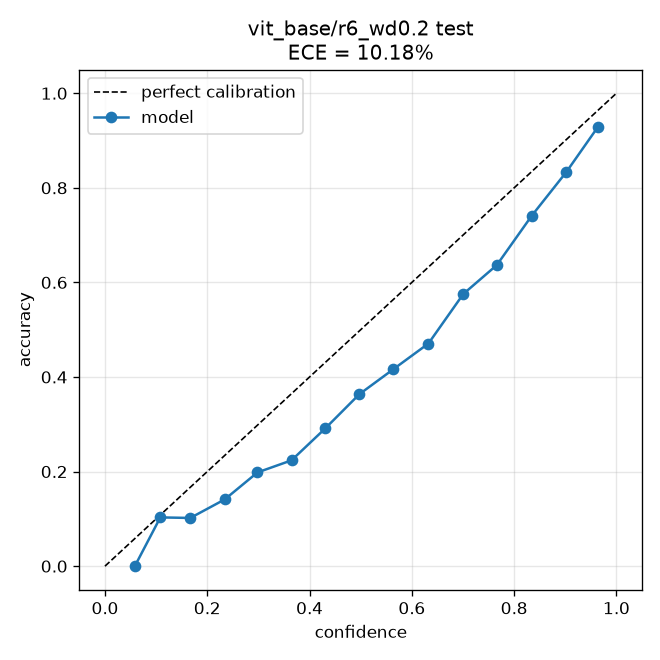 vit_base/r6_wd0.2 test
ECE = 10.18%
perfect calibration
model
1.0
0.8
0.6
0.4
0.2
0.0
accuracy
0.0 0.2 0.4 0.6 0.8 1.0
confidence